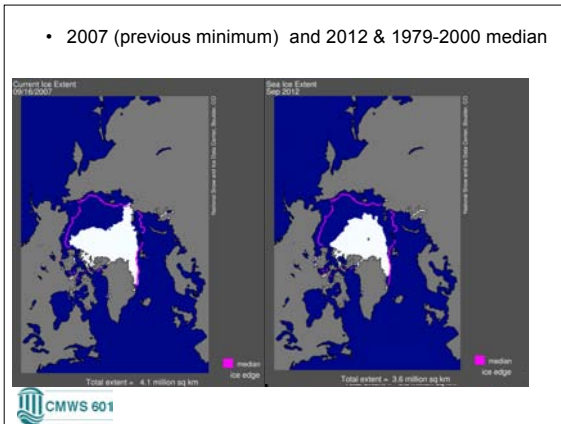 • 2007 (previous minimum) and 2012 & 1979-2000 median
Current Ice Extent
09/16/2007
National Snow and Ice Data Center, Boulder, CO
median
ice edge
Total extent = 4.1 million sq km
Sea Ice Extent
Sep 2012
National Snow and Ice Data Center, Boulder, CO
median
ice edge
Total extent = 3.6 million sq km
CMWS 601